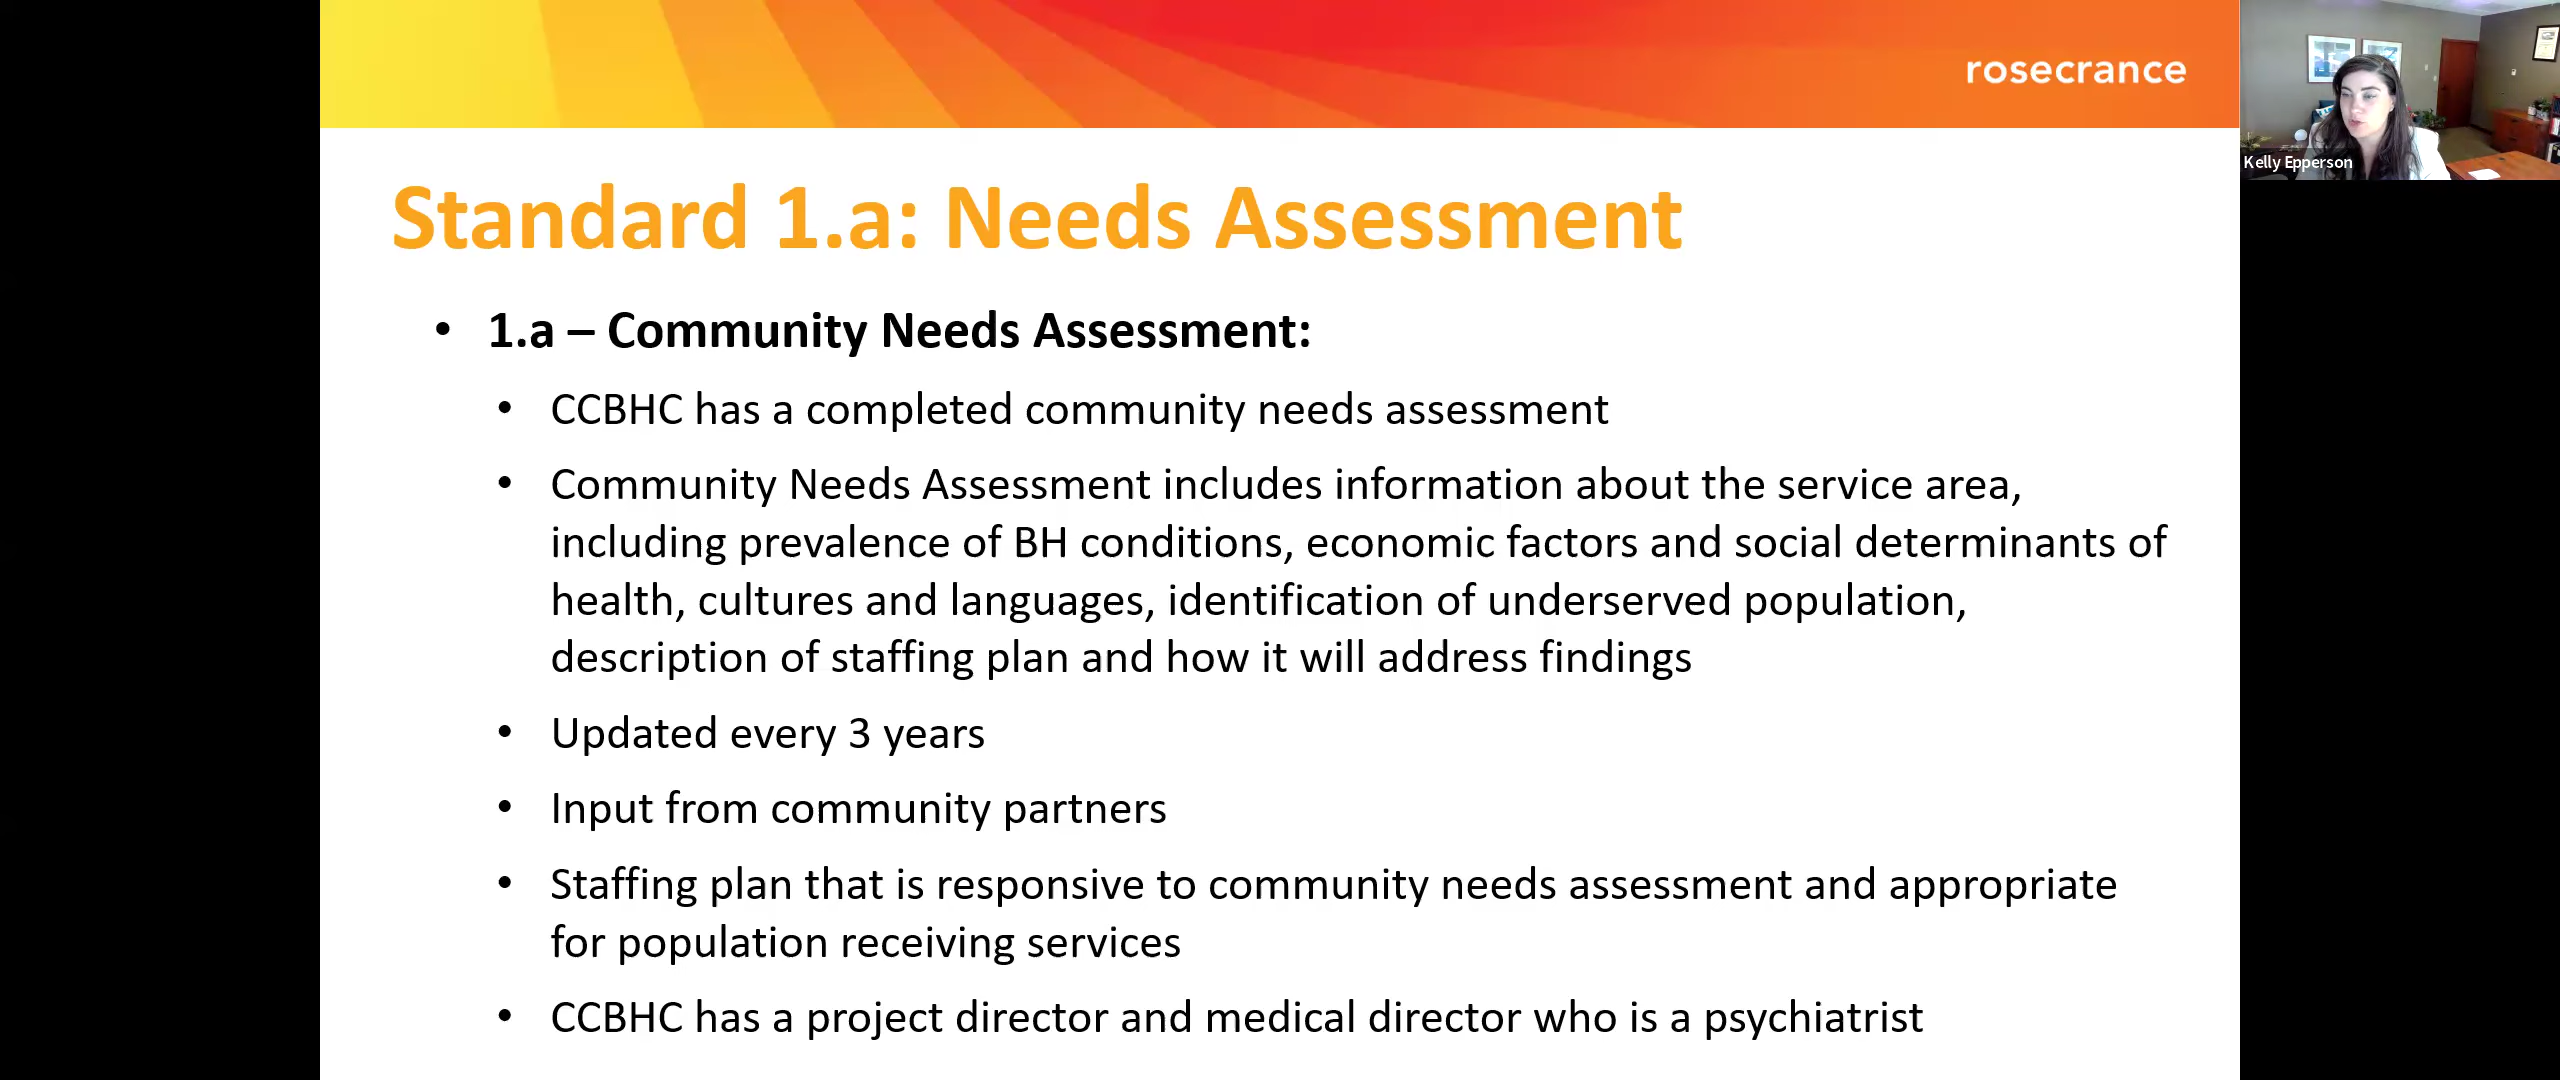 rosecrance
Kelly Epperson
Standard 1.a: Needs Assessment
• 1.a – Community Needs Assessment:
• CCBHC has a completed community needs assessment
• Community Needs Assessment includes information about the service area,
including prevalence of BH conditions, economic factors and social determinants of
health, cultures and languages, identification of underserved population,
description of staffing plan and how it will address findings
• Updated every 3 years
• Input from community partners
• Staffing plan that is responsive to community needs assessment and appropriate
for population receiving services
• CCBHC has a project director and medical director who is a psychiatrist